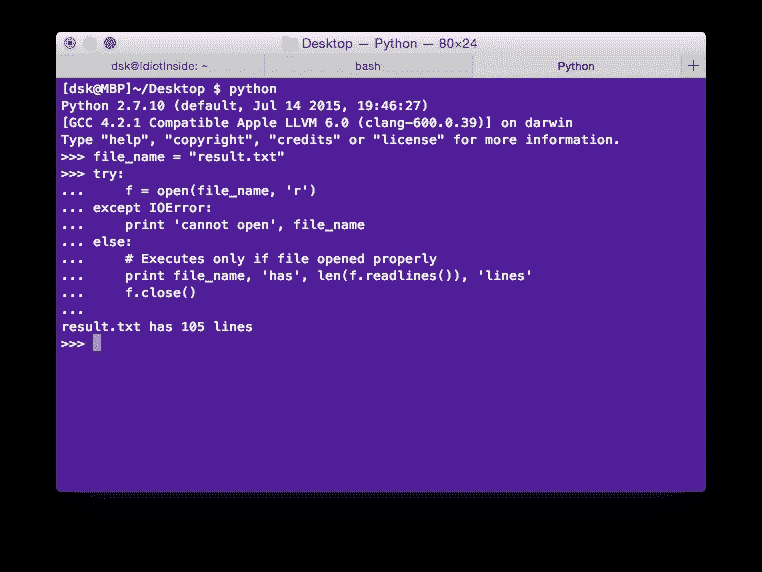 Desktop — Python — 80×24
dsk@idiotInside: ~ bash Python +
[dsk@MBP]~/Desktop $ python
Python 2.7.10 (default, Jul 14 2015, 19:46:27)
[GCC 4.2.1 Compatible Apple LLVM 6.0 (clang-600.0.39)] on darwin
Type "help", "copyright", "credits" or "license" for more information.
>>> file_name = "result.txt"
>>> try:
...     f = open(file_name, 'r')
... except IOError:
...     print 'cannot open', file_name
... else:
...     # Executes only if file opened properly
...     print file_name, 'has', len(f.readlines()), 'lines'
...     f.close()
...
result.txt has 105 lines
>>>